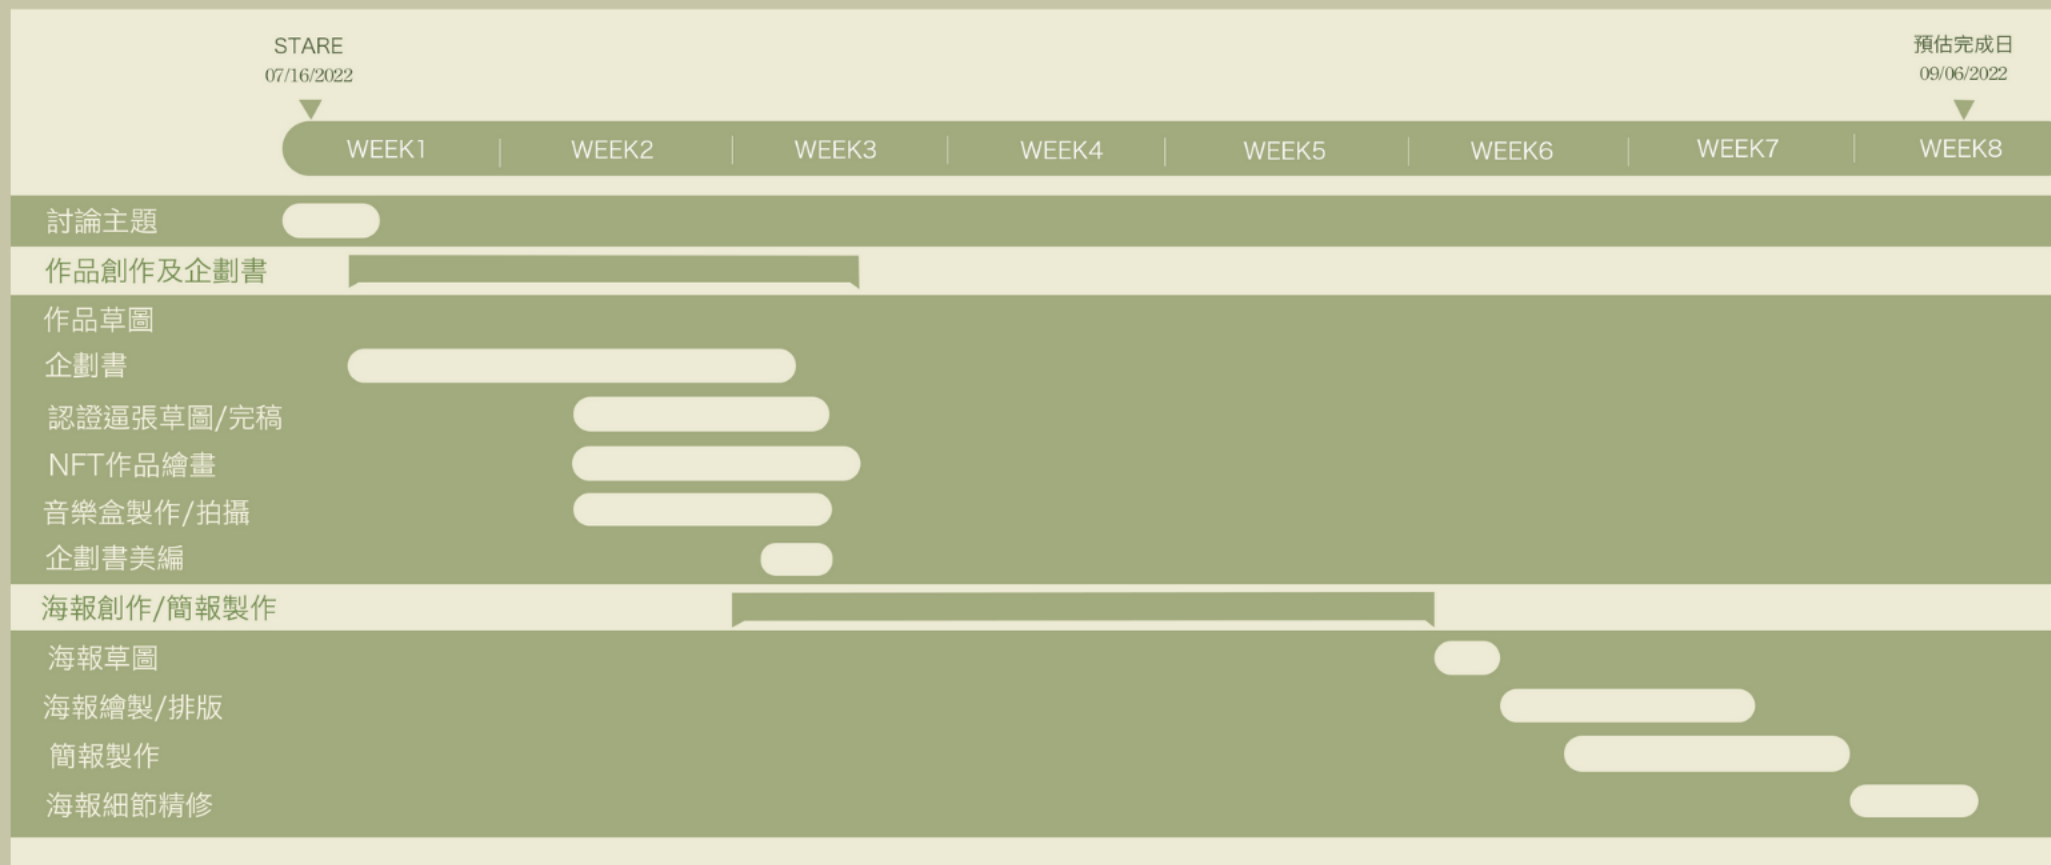 STARE
07/16/2022
預估完成日
09/06/2022
WEEK1
WEEK2
WEEK3
WEEK4
WEEK5
WEEK6
WEEK7
WEEK8
討論主題
作品創作及企劃書
作品草圖
企劃書
認證逼張草圖/完稿
NFT作品繪畫
音樂盒製作/拍攝
企劃書美編
海報創作/簡報製作
海報草圖
海報繪製/排版
簡報製作
海報細節精修